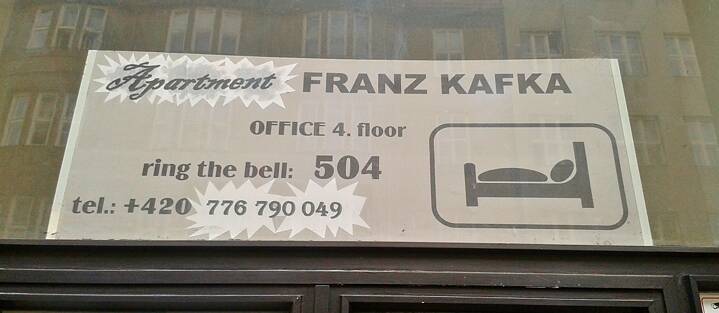 Apartment FRANZ KAFKA
OFFICE 4. floor
ring the bell: 504
tel.: +420 776 790 049